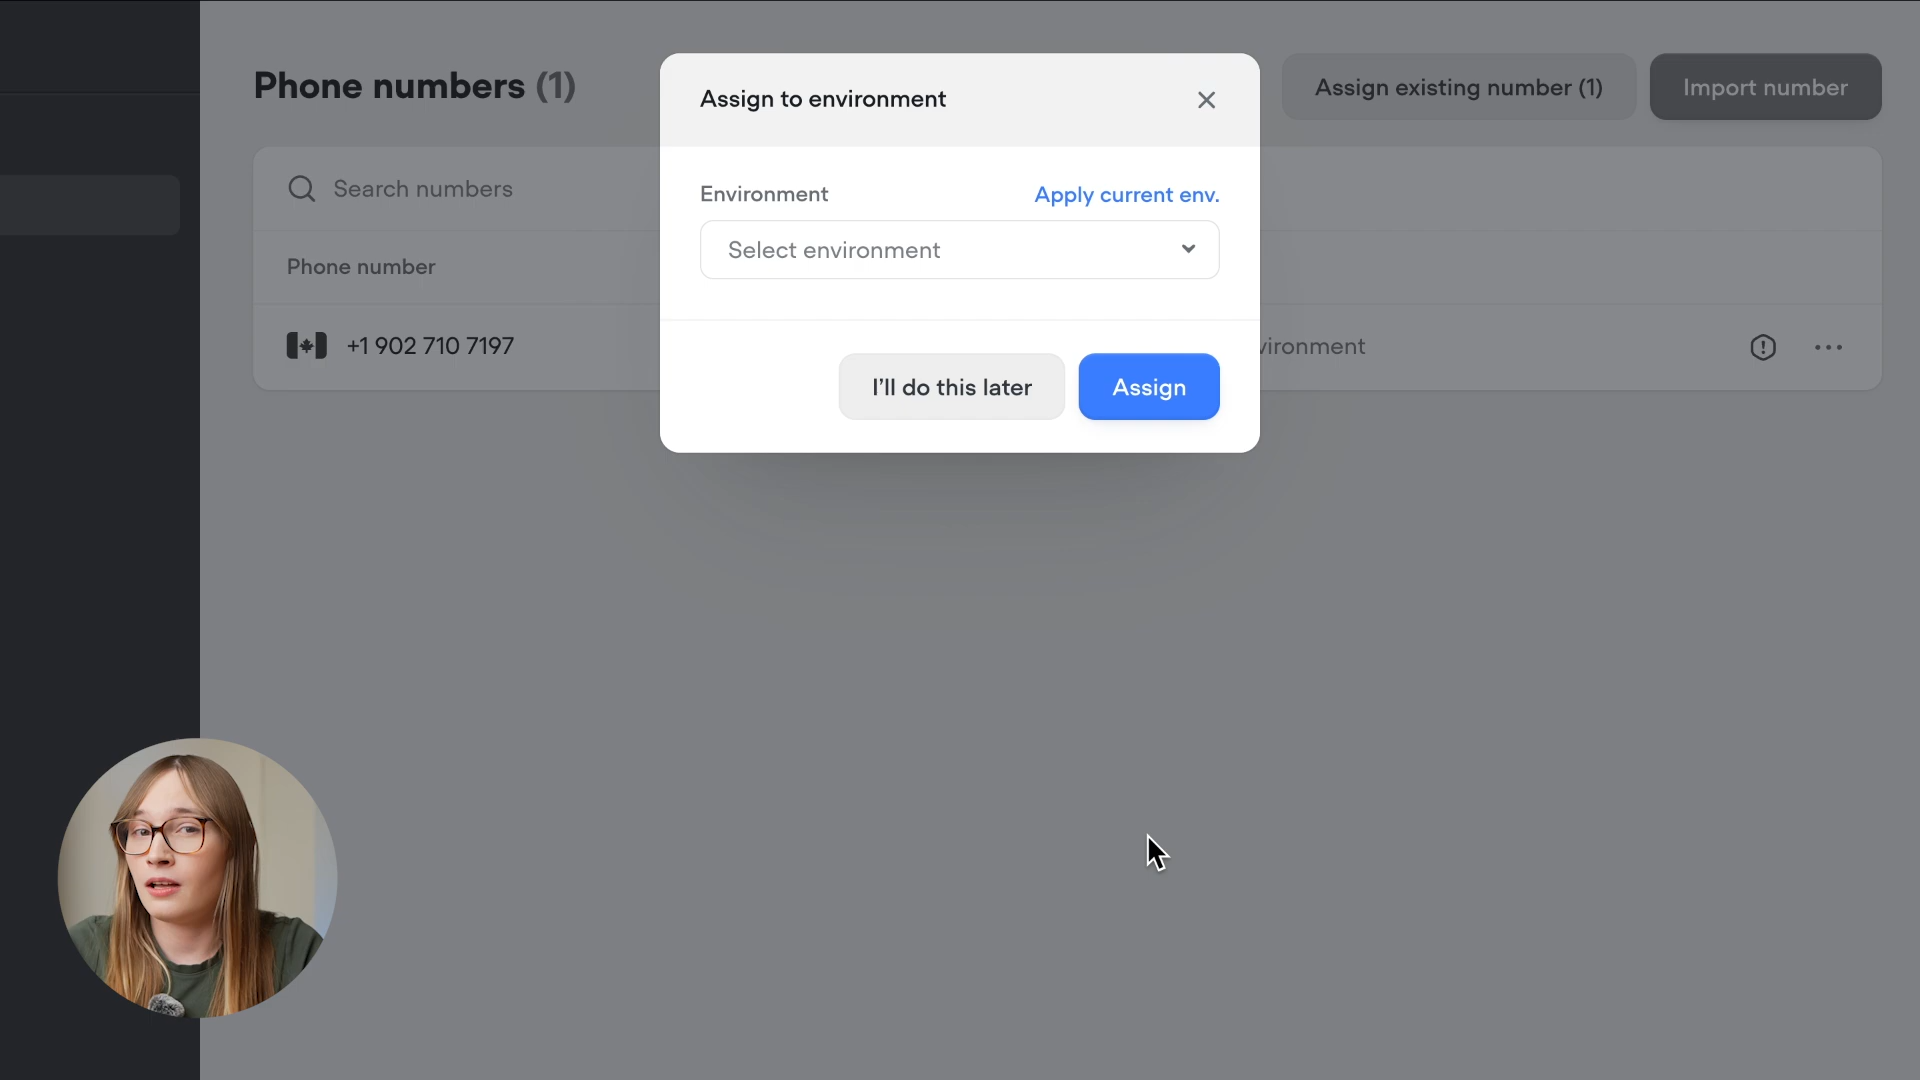 Phone numbers (1)
Assign existing number (1)
Import number
Search numbers
Phone number
+1 902 710 7197
vironment
Assign to environment
Environment
Apply current env.
Select environment
I'll do this later
Assign